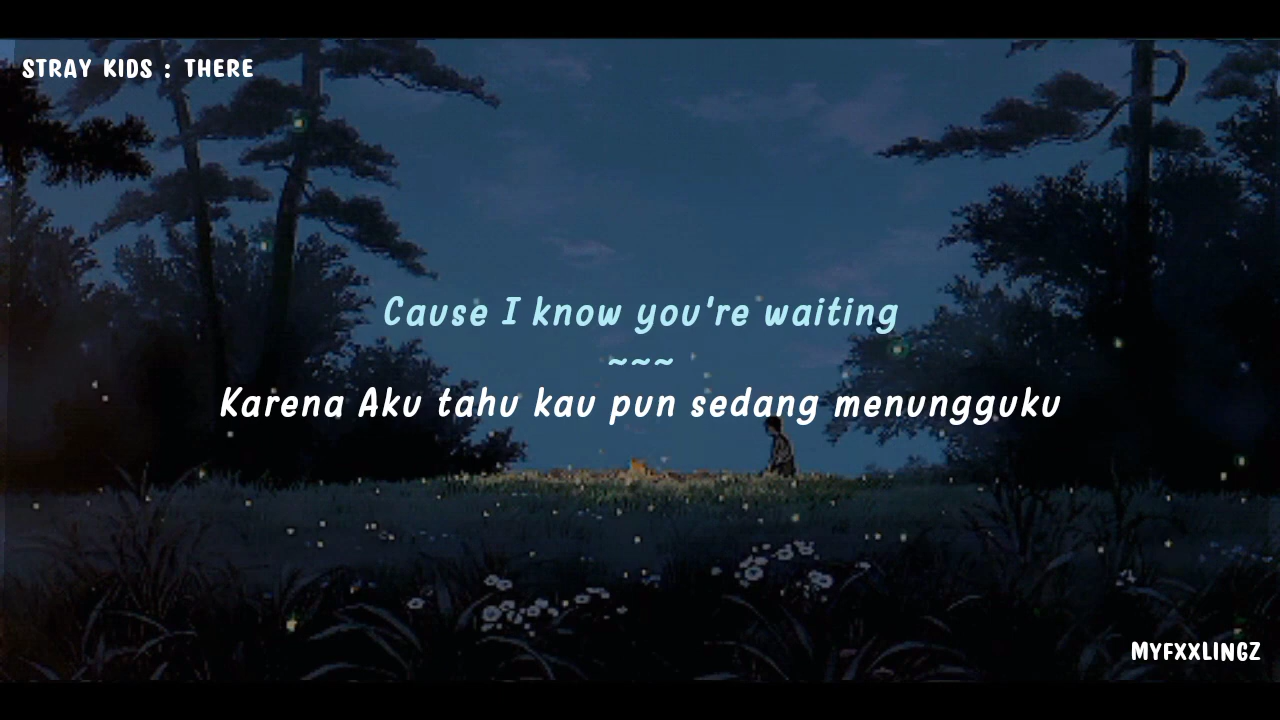 STRAY KIDS : THERE
Cause I know you're waiting
~~~
Karena Aku tahu kau pun sedang menungguku
MYFXXLINGZ